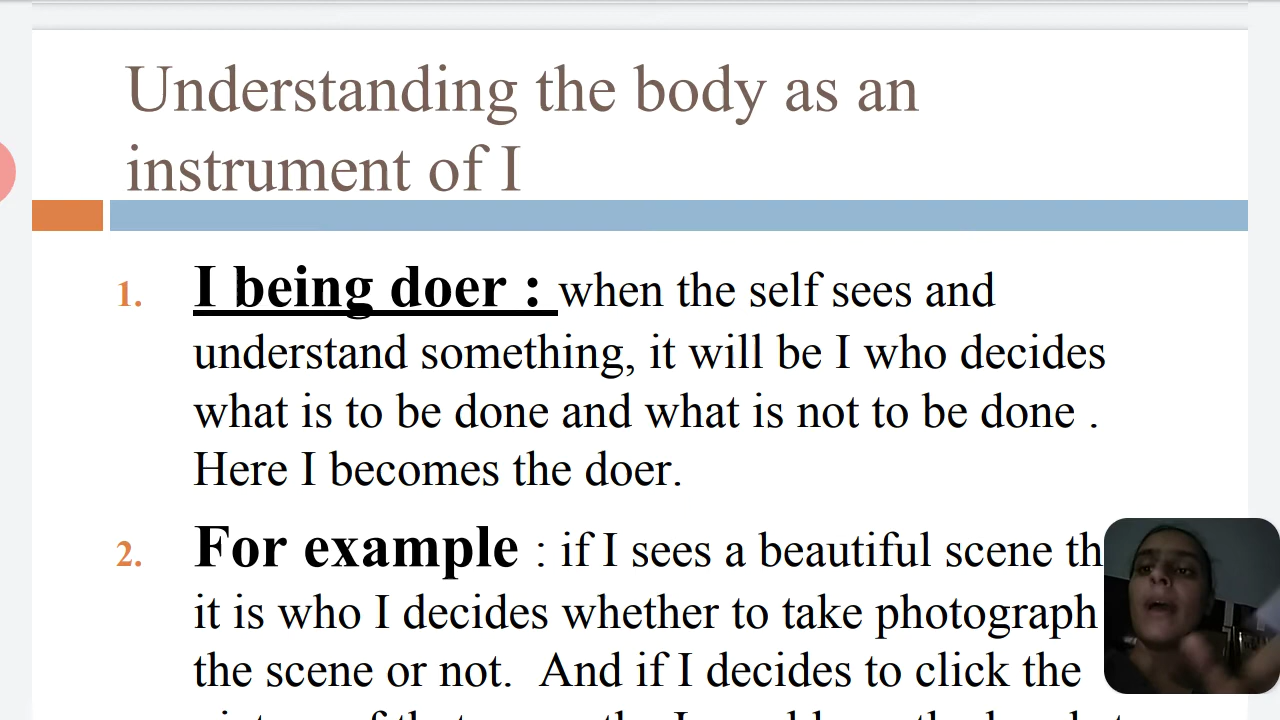 Understanding the body as an
instrument of I
1. I being doer : when the self sees and
understand something, it will be I who decides
what is to be done and what is not to be done .
Here I becomes the doer.
2. For example : if I sees a beautiful scene
it is who I decides whether to take photograph
the scene or not. And if I decides to click the